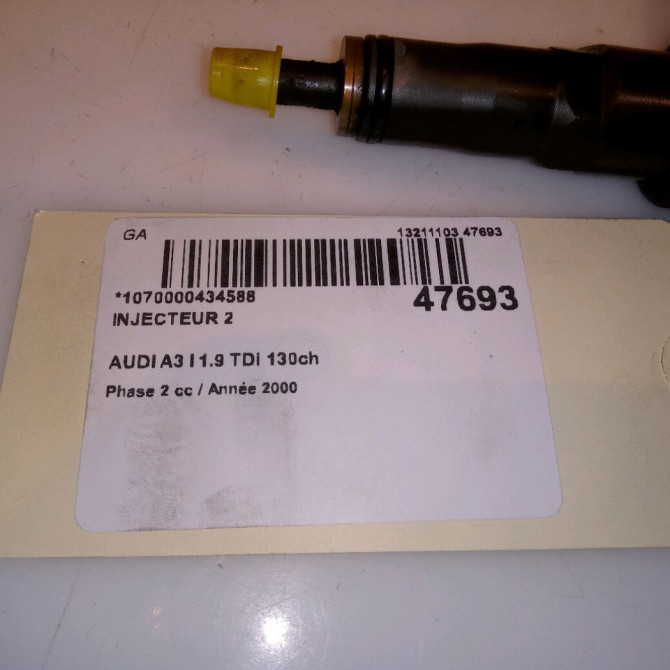 GA
13211103 47693
*1070000434588
47693
INJECTEUR 2
AUDI A3 I 1.9 TDi 130ch
Phase 2 cc / Année 2000